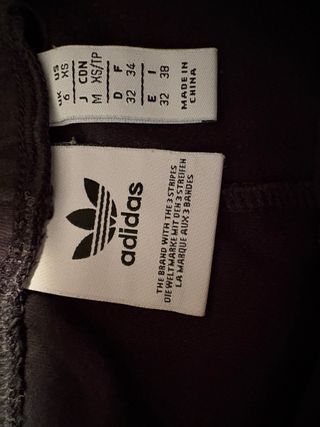 UK US
6 XS
J CDN
M XS/TP
D F
32 34
E I
32 38
MADE IN
CHINA
adidas
THE BRAND WITH THE 3 STRIPES
DIE WELTMARKE MIT DEN 3 STREIFEN
LA MARQUE AUX 3 BANDES